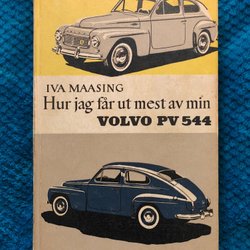 IVA MAASING
Hur jag får ut mest av min
VOLVO PV 544